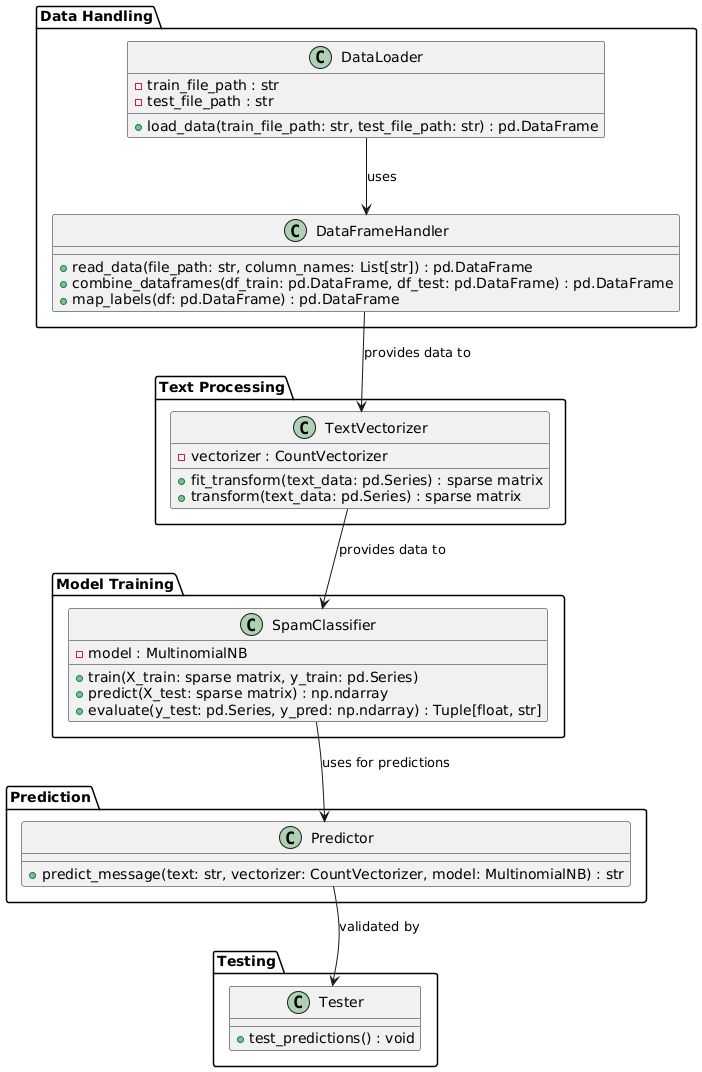 Data Handling
C DataLoader
train_file_path : str
test_file_path : str
load_data(train_file_path: str, test_file_path: str) : pd.DataFrame
uses
C DataFrameHandler
read_data(file_path: str, column_names: List[str]) : pd.DataFrame
combine_dataframes(df_train: pd.DataFrame, df_test: pd.DataFrame) : pd.DataFrame
map_labels(df: pd.DataFrame) : pd.DataFrame
provides data to
Text Processing
C TextVectorizer
vectorizer : CountVectorizer
fit_transform(text_data: pd.Series) : sparse matrix
transform(text_data: pd.Series) : sparse matrix
provides data to
Model Training
C SpamClassifier
model : MultinomialNB
train(X_train: sparse matrix, y_train: pd.Series)
predict(X_test: sparse matrix) : np.ndarray
evaluate(y_test: pd.Series, y_pred: np.ndarray) : Tuple[float, str]
uses for predictions
Prediction
C Predictor
predict_message(text: str, vectorizer: CountVectorizer, model: MultinomialNB) : str
validated by
Testing
C Tester
test_predictions() : void